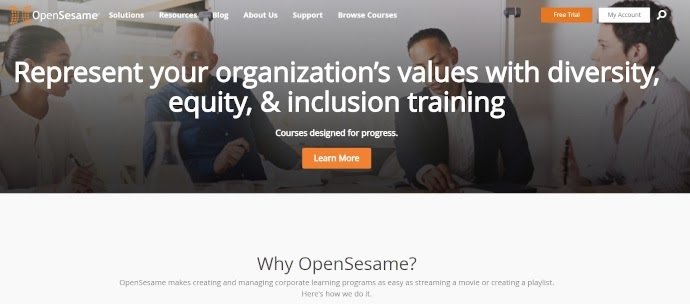 OpenSesame Solutions Resources Blog About Us Support Browse Courses Free Trial My Account
Represent your organization's values with diversity,
equity, & inclusion training
Courses designed for progress.
Learn More
Why OpenSesame?
OpenSesame makes creating and managing corporate learning programs as easy as streaming a movie or creating a playlist.
Here's how we do it.